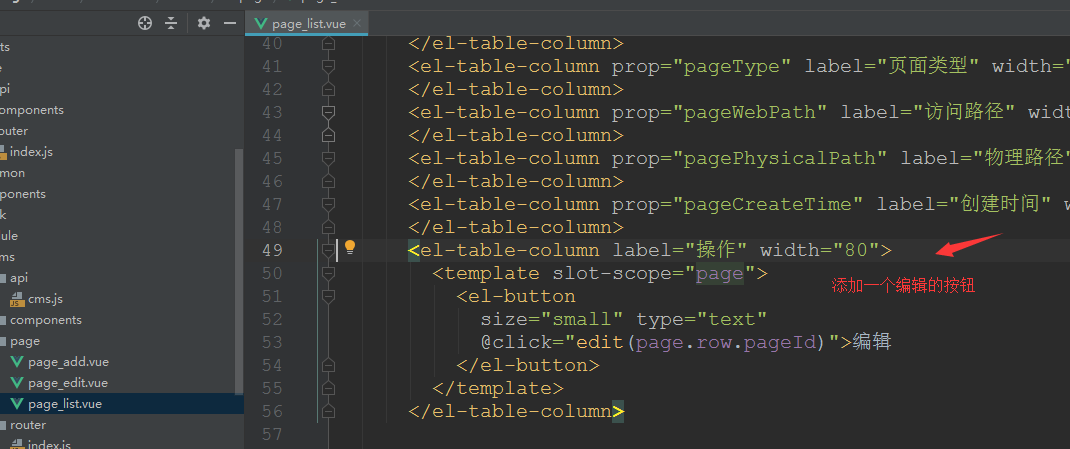 page_list.vue
ts
pi
omponents
outer
index.js
mon
ponents
k
ule
ms
api
cms.js
components
page
page_add.vue
page_edit.vue
page_list.vue
router
index.js
40 </el-table-column>
41 <el-table-column prop="pageType" label="页面类型" width="
42 </el-table-column>
43 <el-table-column prop="pageWebPath" label="访问路径" widt
44 </el-table-column>
45 <el-table-column prop="pagePhysicalPath" label="物理路径"
46 </el-table-column>
47 <el-table-column prop="pageCreateTime" label="创建时间" w
48 </el-table-column>
49 <el-table-column label="操作" width="80">
50 <template slot-scope="page">
添加一个编辑的按钮
51 <el-button
52 size="small" type="text"
53 @click="edit(page.row.pageId)">编辑
54 </el-button>
55 </template>
56 </el-table-column>
57